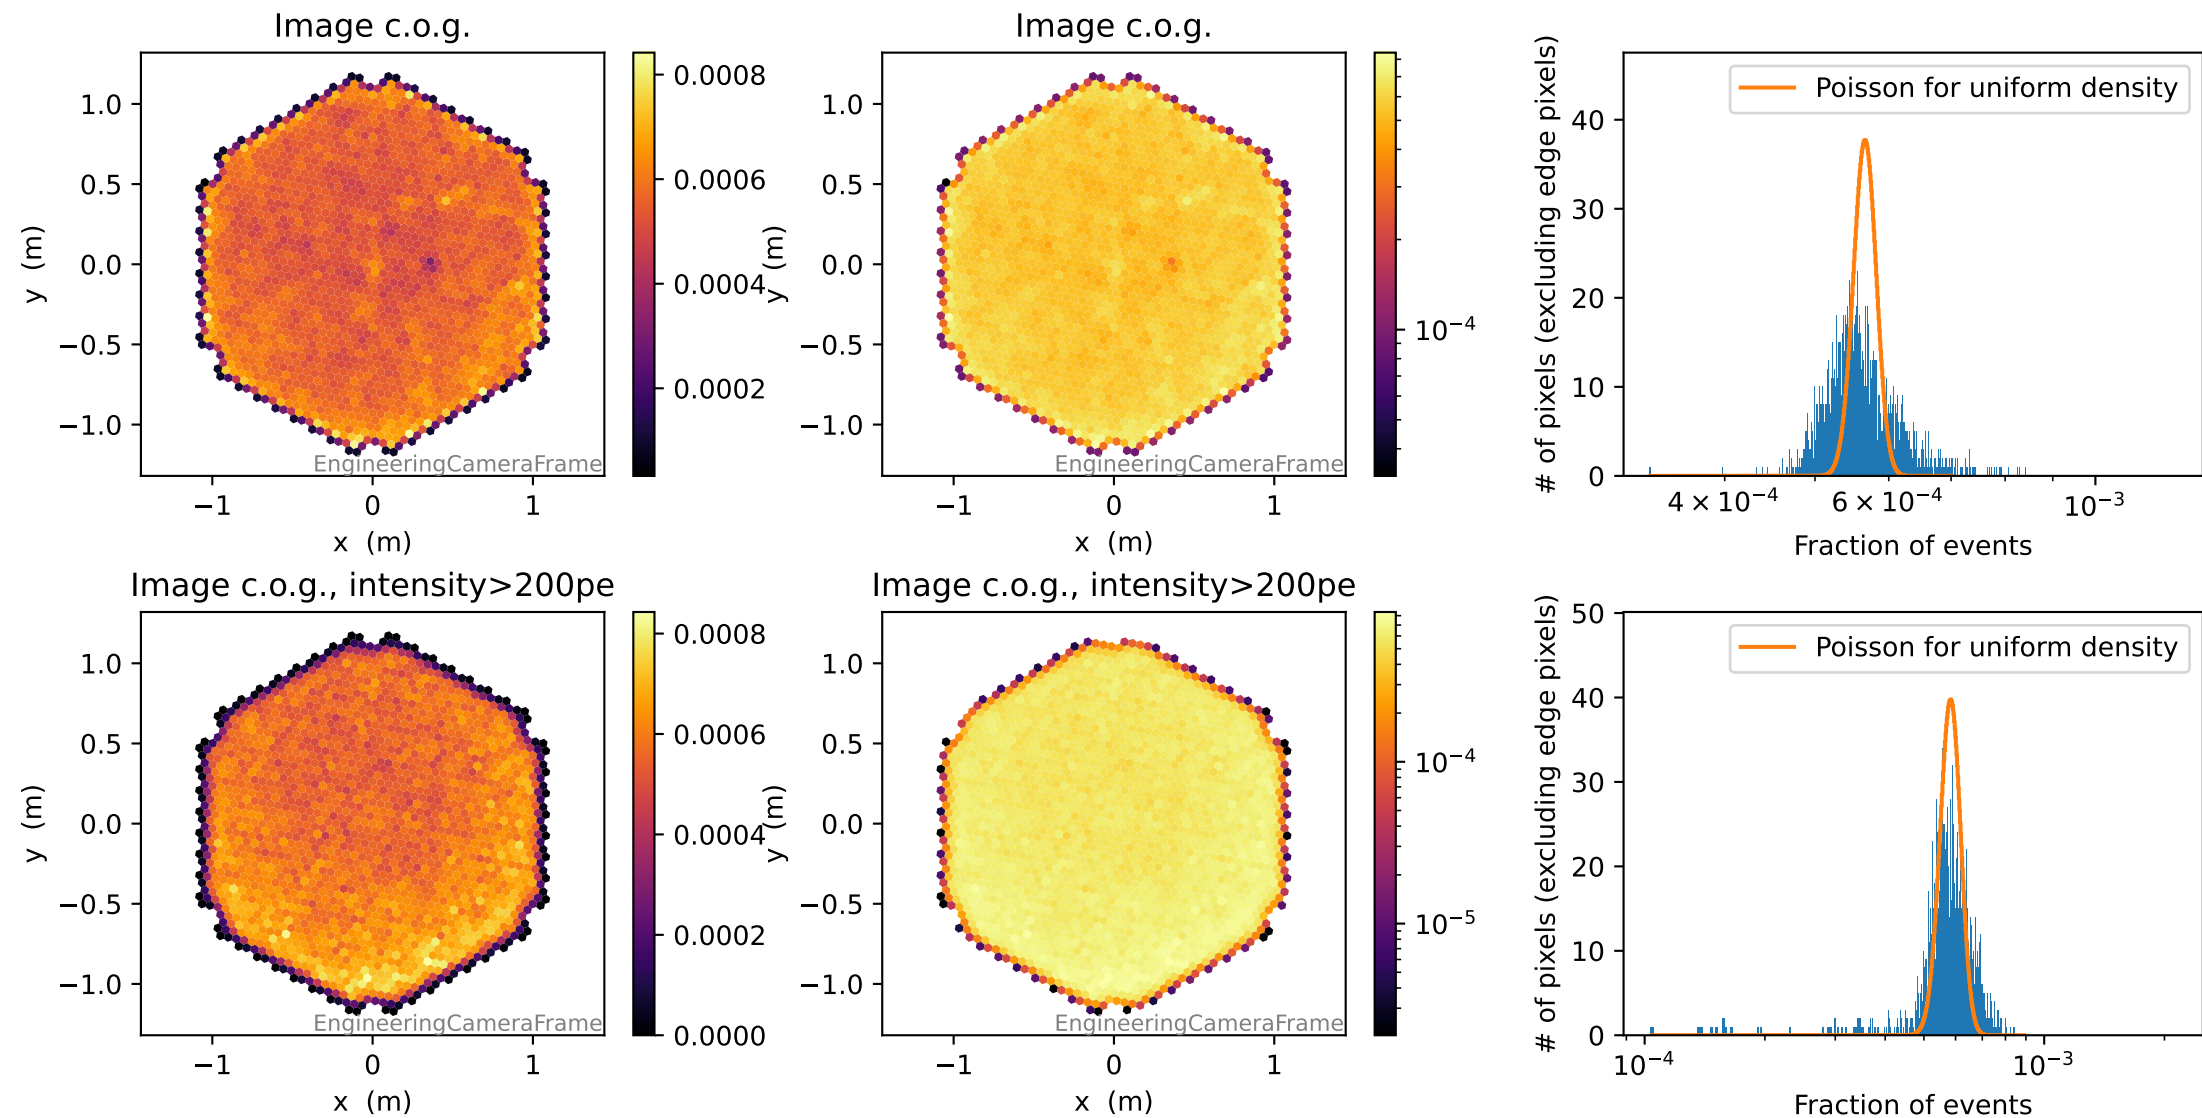 Image c.o.g.
1.0
0.5
0.0
−0.5
−1.0
y (m)
−1
0
1
x (m)
EngineeringCameraFrame
0.0008
0.0006
0.0004
0.0002
Image c.o.g.
1.0
0.5
0.0
−0.5
−1.0
y (m)
−1
0
1
x (m)
EngineeringCameraFrame
10⁻⁴
# of pixels (excluding edge pixels)
40
30
20
10
0
Poisson for uniform density
4 × 10⁻⁴
6 × 10⁻⁴
10⁻³
Fraction of events
Image c.o.g., intensity>200pe
1.0
0.5
0.0
−0.5
−1.0
y (m)
−1
0
1
x (m)
EngineeringCameraFrame
0.0008
0.0006
0.0004
0.0002
0.0000
Image c.o.g., intensity>200pe
1.0
0.5
0.0
−0.5
−1.0
y (m)
−1
0
1
x (m)
EngineeringCameraFrame
10⁻⁴
10⁻⁵
# of pixels (excluding edge pixels)
50
40
30
20
10
0
Poisson for uniform density
10⁻⁴
10⁻³
Fraction of events